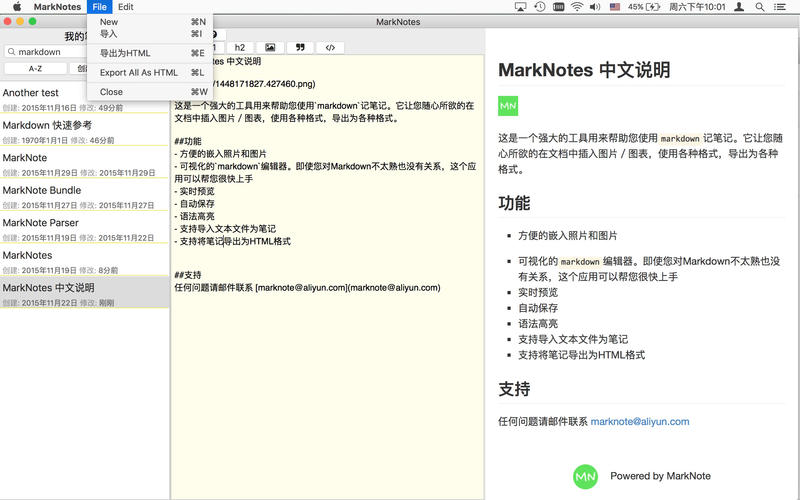 MarkNotes File Edit 45% 周六下午10:01
MarkNotes
New ⌘N
导入 ⌘I
导出为HTML ⌘E
Export All As HTML ⌘L
Close ⌘W
我的
markdown
A-Z
h2
Another test
创建: 2015年11月16日 修改: 49分前
Markdown 快速参考
创建: 1970年1月1日 修改: 46分前
MarkNote
创建: 2015年11月29日 修改: 2015年11月29日
MarkNote Bundle
创建: 2015年11月27日 修改: 2015年11月27日
MarkNote Parser
创建: 2015年11月19日 修改: 2015年11月22日
MarkNotes
创建: 2015年11月19日 修改: 8分前
MarkNotes 中文说明
创建: 2015年11月22日 修改: 刚刚
中文说明
/1448171827.427460.png)
这是一个强大的工具用来帮助您使用`markdown`记笔记。它让您随心所欲的在
文档中插入图片 / 图表，使用各种格式，导出为各种格式。
##功能
- 方便的嵌入照片和图片
- 可视化的`markdown`编辑器。即使您对Markdown不太熟也没有关系，这个应
用可以帮您很快上手
- 实时预览
- 自动保存
- 语法高亮
- 支持导入文本文件为笔记
- 支持将笔记导出为HTML格式
##支持
任何问题请邮件联系 [marknote@aliyun.com](marknote@aliyun.com)
MarkNotes 中文说明
MN
这是一个强大的工具用来帮助您使用 markdown 记笔记。它让您随
心所欲的在文档中插入图片 / 图表，使用各种格式，导出为各种
格式。
功能
▪ 方便的嵌入照片和图片
▪ 可视化的 markdown 编辑器。即使您对Markdown不太熟也
没有关系，这个应用可以帮您很快上手
▪ 实时预览
▪ 自动保存
▪ 语法高亮
▪ 支持导入文本文件为笔记
▪ 支持将笔记导出为HTML格式
支持
任何问题请邮件联系 marknote@aliyun.com
MN Powered by MarkNote